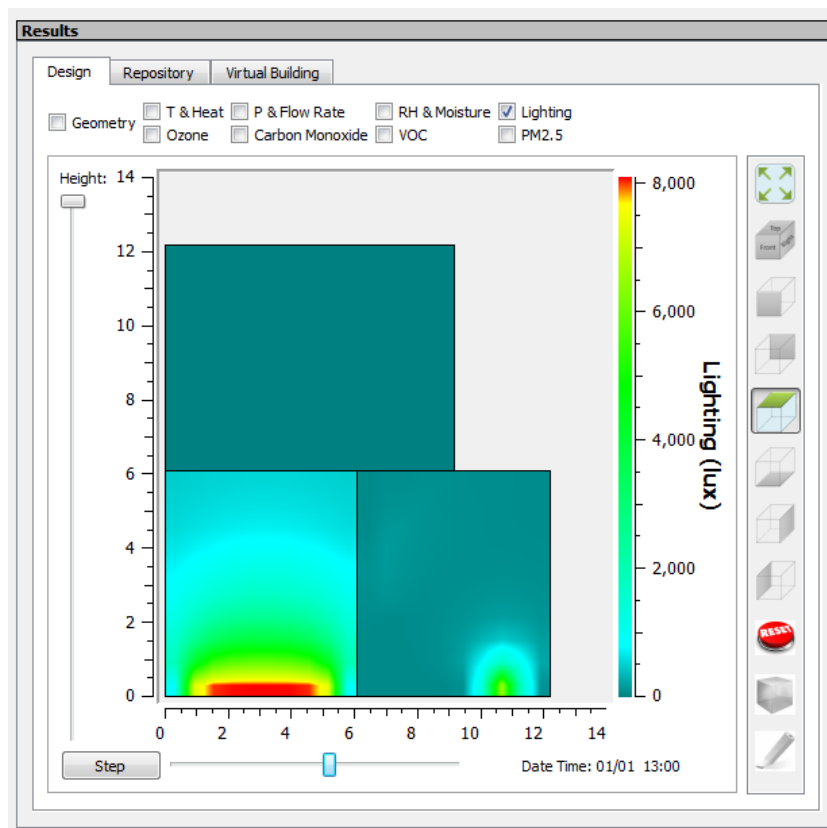 Results
Design Repository Virtual Building
Geometry
T & Heat P & Flow Rate RH & Moisture Lighting
Ozone Carbon Monoxide VOC PM2.5
Height:
14
12
10
8
6
4
2
0
0 2 4 6 8 10 12 14
8,000
6,000
4,000
2,000
0
Lighting (lux)
Top
Front Right
RESET
Step
Date Time: 01/01 13:00